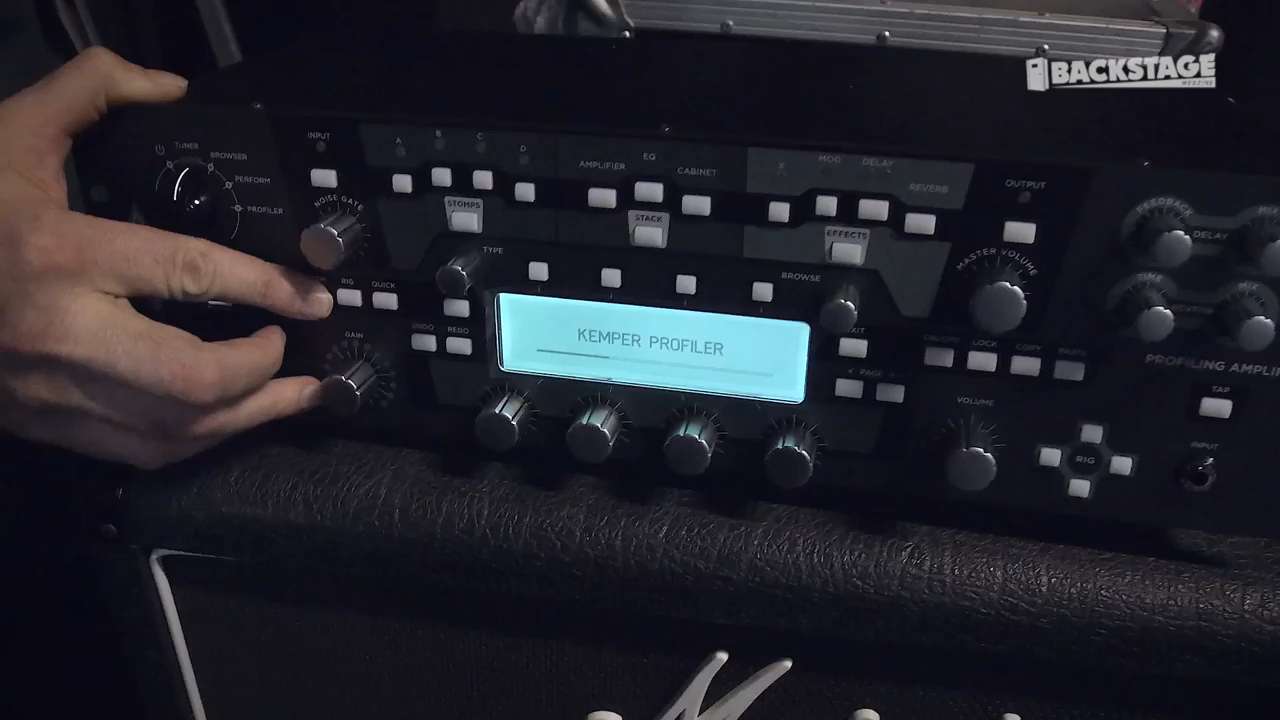 BACKSTAGE
WEBZINE
TUNER
BROWSER
PERFORM
PROFILER
INPUT
NOISE GATE
RIG
QUICK
GAIN
A
B
C
D
STOMPS
TYPE
UNDO
REDO
AMPLIFIER
EQ
CABINET
STACK
X
MOD
DELAY
REVERB
EFFECTS
BROWSE
KEMPER PROFILER
EXIT
< PAGE >
OUTPUT
MASTER VOLUME
ON/OFF
LOCK
COPY
PASTE
VOLUME
RIG
FEEDBACK
DELAY
MIX
TIME
MIX
PROFILING AMPLI
TAP
INPUT